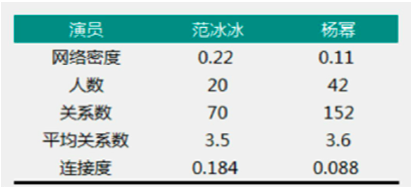 演员 范冰冰 杨幂
网络密度 0.22 0.11
人数 20 42
关系数 70 152
平均关系数 3.5 3.6
连接度 0.184 0.088